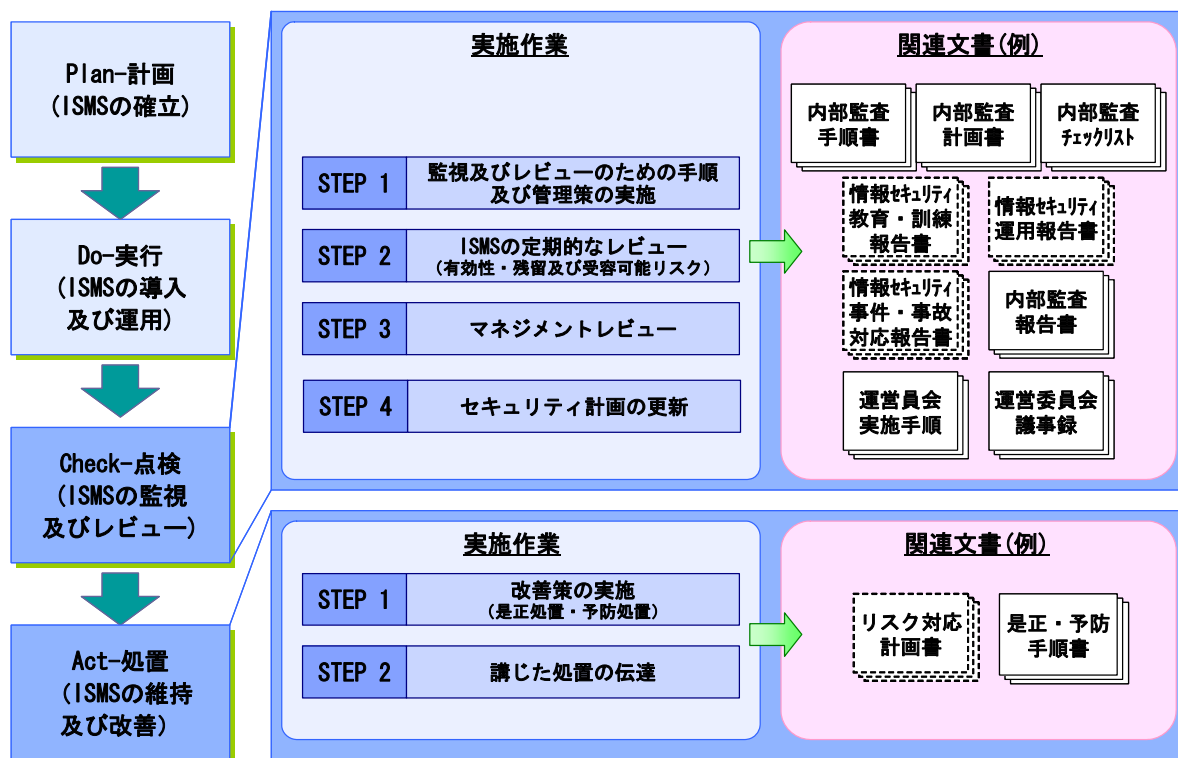 Plan-計画
(ISMSの確立)
Do-実行
(ISMSの導入
及び運用)
Check-点検
(ISMSの監視
及びレビュー)
Act-処置
(ISMSの維持
及び改善)
実施作業
STEP 1
監視及びレビューのための手順
及び管理策の実施
STEP 2
ISMSの定期的なレビュー
(有効性・残留及び受容可能リスク)
STEP 3
マネジメントレビュー
STEP 4
セキュリティ計画の更新
関連文書(例)
内部監査
手順書
内部監査
計画書
内部監査
ﾁｪｯｸﾘｽﾄ
情報ｾｷｭﾘﾃｨ
教育・訓練
報告書
情報ｾｷｭﾘﾃｨ
運用報告書
情報ｾｷｭﾘﾃｨ
事件・事故
対応報告書
内部監査
報告書
運営員会
実施手順
運営委員会
議事録
実施作業
STEP 1
改善策の実施
(是正処置・予防処置)
STEP 2
講じた処置の伝達
関連文書(例)
リスク対応
計画書
是正・予防
手順書